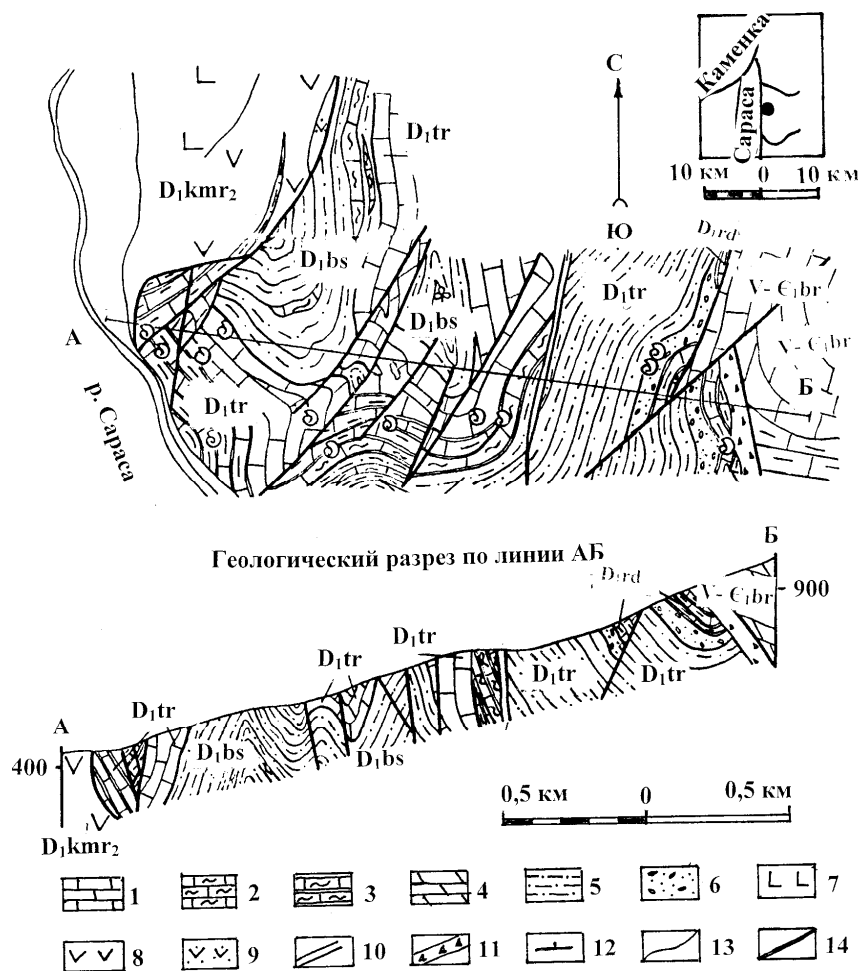 Каменка
Сараса
10 км 0 10 км
С
Ю
D₁tr
D₁kmr₂
D₁bs
D₁rd
D₁tr
V-Є₁br
D₁bs
V-Є₁br
А
Б
D₁tr
р. Сараса
Геологический разрез по линии АБ
Б
D₁rd
900
V-Є₁br
D₁tr
D₁tr
D₁tr
D₁tr
D₁tr
А
D₁bs
D₁bs
400
D₁kmr₂
0,5 км 0 0,5 км
1 2 3 4 5 6 7
8 9 10 11 12 13 14